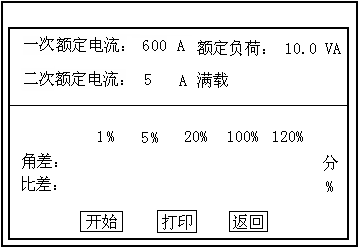 一次额定电流： 600 A 额定负荷： 10.0 VA
二次额定电流： 5 A 满载
1% 5% 20% 100% 120%
角差： 分
比差： %
开始 打印 返回